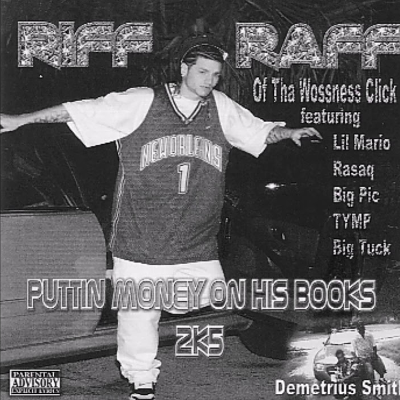 RIFF RAFF
Of Tha Wossness Click
featuring
Lil Mario
Rasaq
Big Pic
TYMP
Big Tuck
NEW ORLEANS
1
PUTTIN MONEY ON HIS BOOKS
2K5
PARENTAL
ADVISORY
EXPLICIT LYRICS
Demetrius Smith